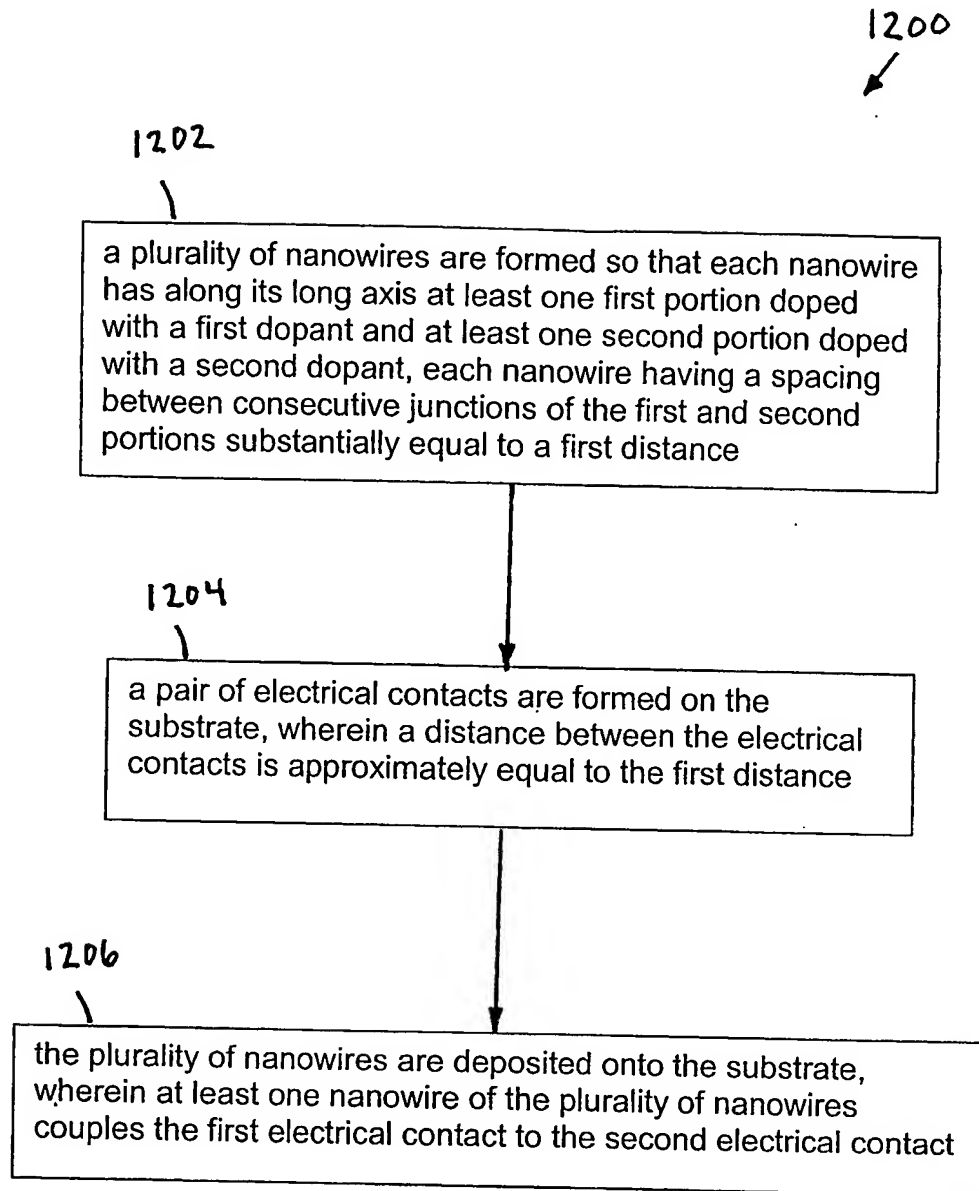 1200
1202
a plurality of nanowires are formed so that each nanowire
has along its long axis at least one first portion doped
with a first dopant and at least one second portion doped
with a second dopant, each nanowire having a spacing
between consecutive junctions of the first and second
portions substantially equal to a first distance
1204
a pair of electrical contacts are formed on the
substrate, wherein a distance between the electrical
contacts is approximately equal to the first distance
1206
the plurality of nanowires are deposited onto the substrate,
wherein at least one nanowire of the plurality of nanowires
couples the first electrical contact to the second electrical contact